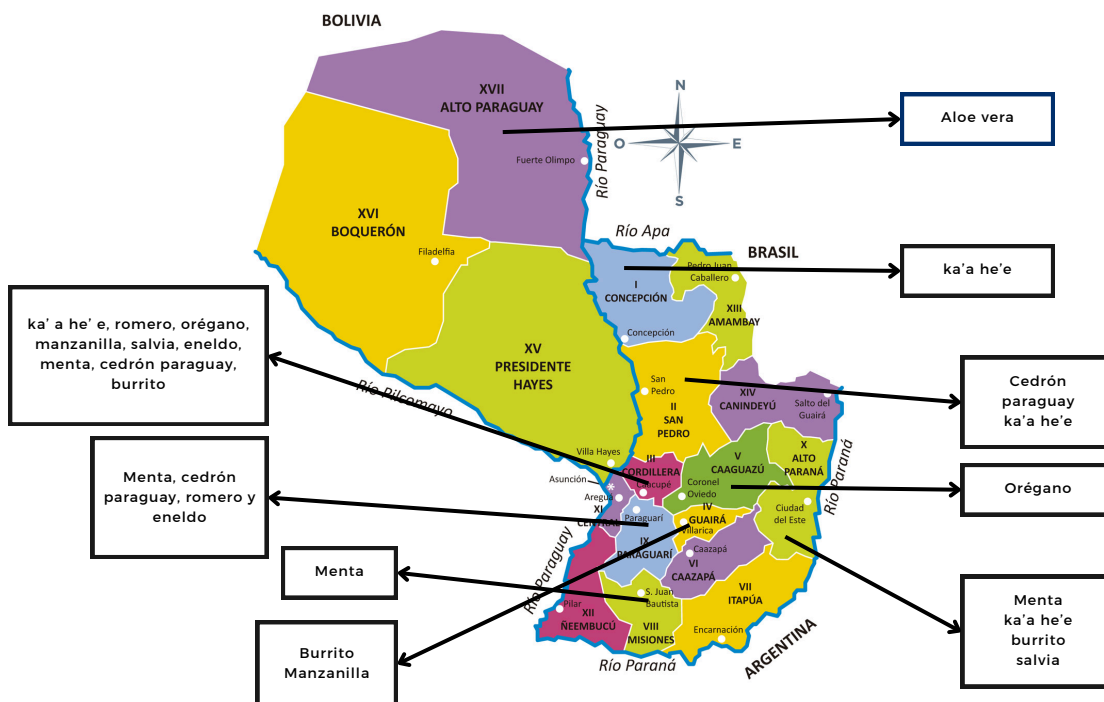 BOLIVIA
XVII
ALTO PARAGUAY
Fuerte Olimpo
Río Paraguay
N
O
E
S
Aloe vera
XVI
BOQUERÓN
Filadelfia
Río Apa
BRASIL
Pedro Juan
Caballero
ka'a he'e
I
CONCEPCIÓN
Concepción
XIII
AMAMBAY
ka' a he' e, romero, orégano,
manzanilla, salvia, eneldo,
menta, cedrón paraguay,
burrito
XV
PRESIDENTE
HAYES
Río Pilcomayo
San
Pedro
II
SAN
PEDRO
XIV
CANINDEYÚ
Salto del
Guairá
Cedrón
paraguay
ka'a he'e
Villa Hayes
III
CORDILLERA
Caacupé
V
CAAGUAZÚ
Coronel
Oviedo
X
ALTO
PARANÁ
Río Paraná
Orégano
Menta, cedrón
paraguay, romero y
eneldo
Asunción
*
Areguá
XI
CENTRAL
Paraguarí
IX
PARAGUARÍ
IV
GUAIRÁ
Villarica
Ciudad
del Este
Caazapá
VI
CAAZAPÁ
VII
ITAPÚA
Menta
Río Paraguay
Pilar
XII
ÑEEMBUCÚ
S. Juan
Bautista
VIII
MISIONES
Encarnación
ARGENTINA
Río Paraná
Burrito
Manzanilla
Menta
ka'a he'e
burrito
salvia